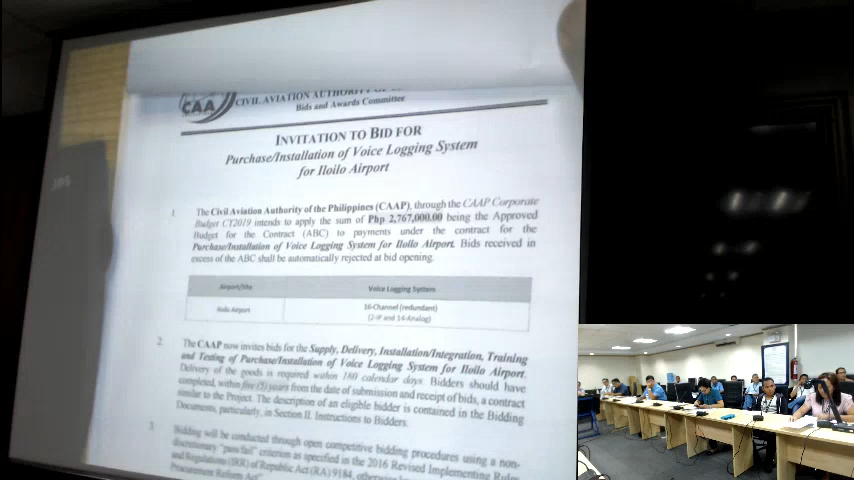 CAA
CIVIL AVIATION AUTHORITY OF
Bids and Awards Committee
INVITATION TO BID FOR
Purchase/Installation of Voice Logging System
for Iloilo Airport
1. The Civil Aviation Authority of the Philippines (CAAP), through the CAAP Corporate
Budget CY2019 intends to apply the sum of Php 2,767,000.00 being the Approved
Budget for the Contract (ABC) to payments under the contract for the
Purchase/Installation of Voice Logging System for Iloilo Airport. Bids received in
excess of the ABC shall be automatically rejected at bid opening.
Airport/Site Voice Logging System
Iloilo Airport 16-Channel (redundant)
(2-IP and 14-Analog)
2. The CAAP now invites bids for the Supply, Delivery, Installation/Integration, Training
and Testing of Purchase/Installation of Voice Logging System for Iloilo Airport.
Delivery of the goods is required within 180 calendar days. Bidders should have
completed, within five (5) years from the date of submission and receipt of bids, a contract
similar to the Project. The description of an eligible bidder is contained in the Bidding
Documents, particularly, in Section II. Instructions to Bidders.
3. Bidding will be conducted through open competitive bidding procedures using a non-
discretionary "pass/fail" criterion as specified in the 2016 Revised Implementing Rules
and Regulations (IRR) of Republic Act (RA) 9184, otherwise
Procurement Reform Act"